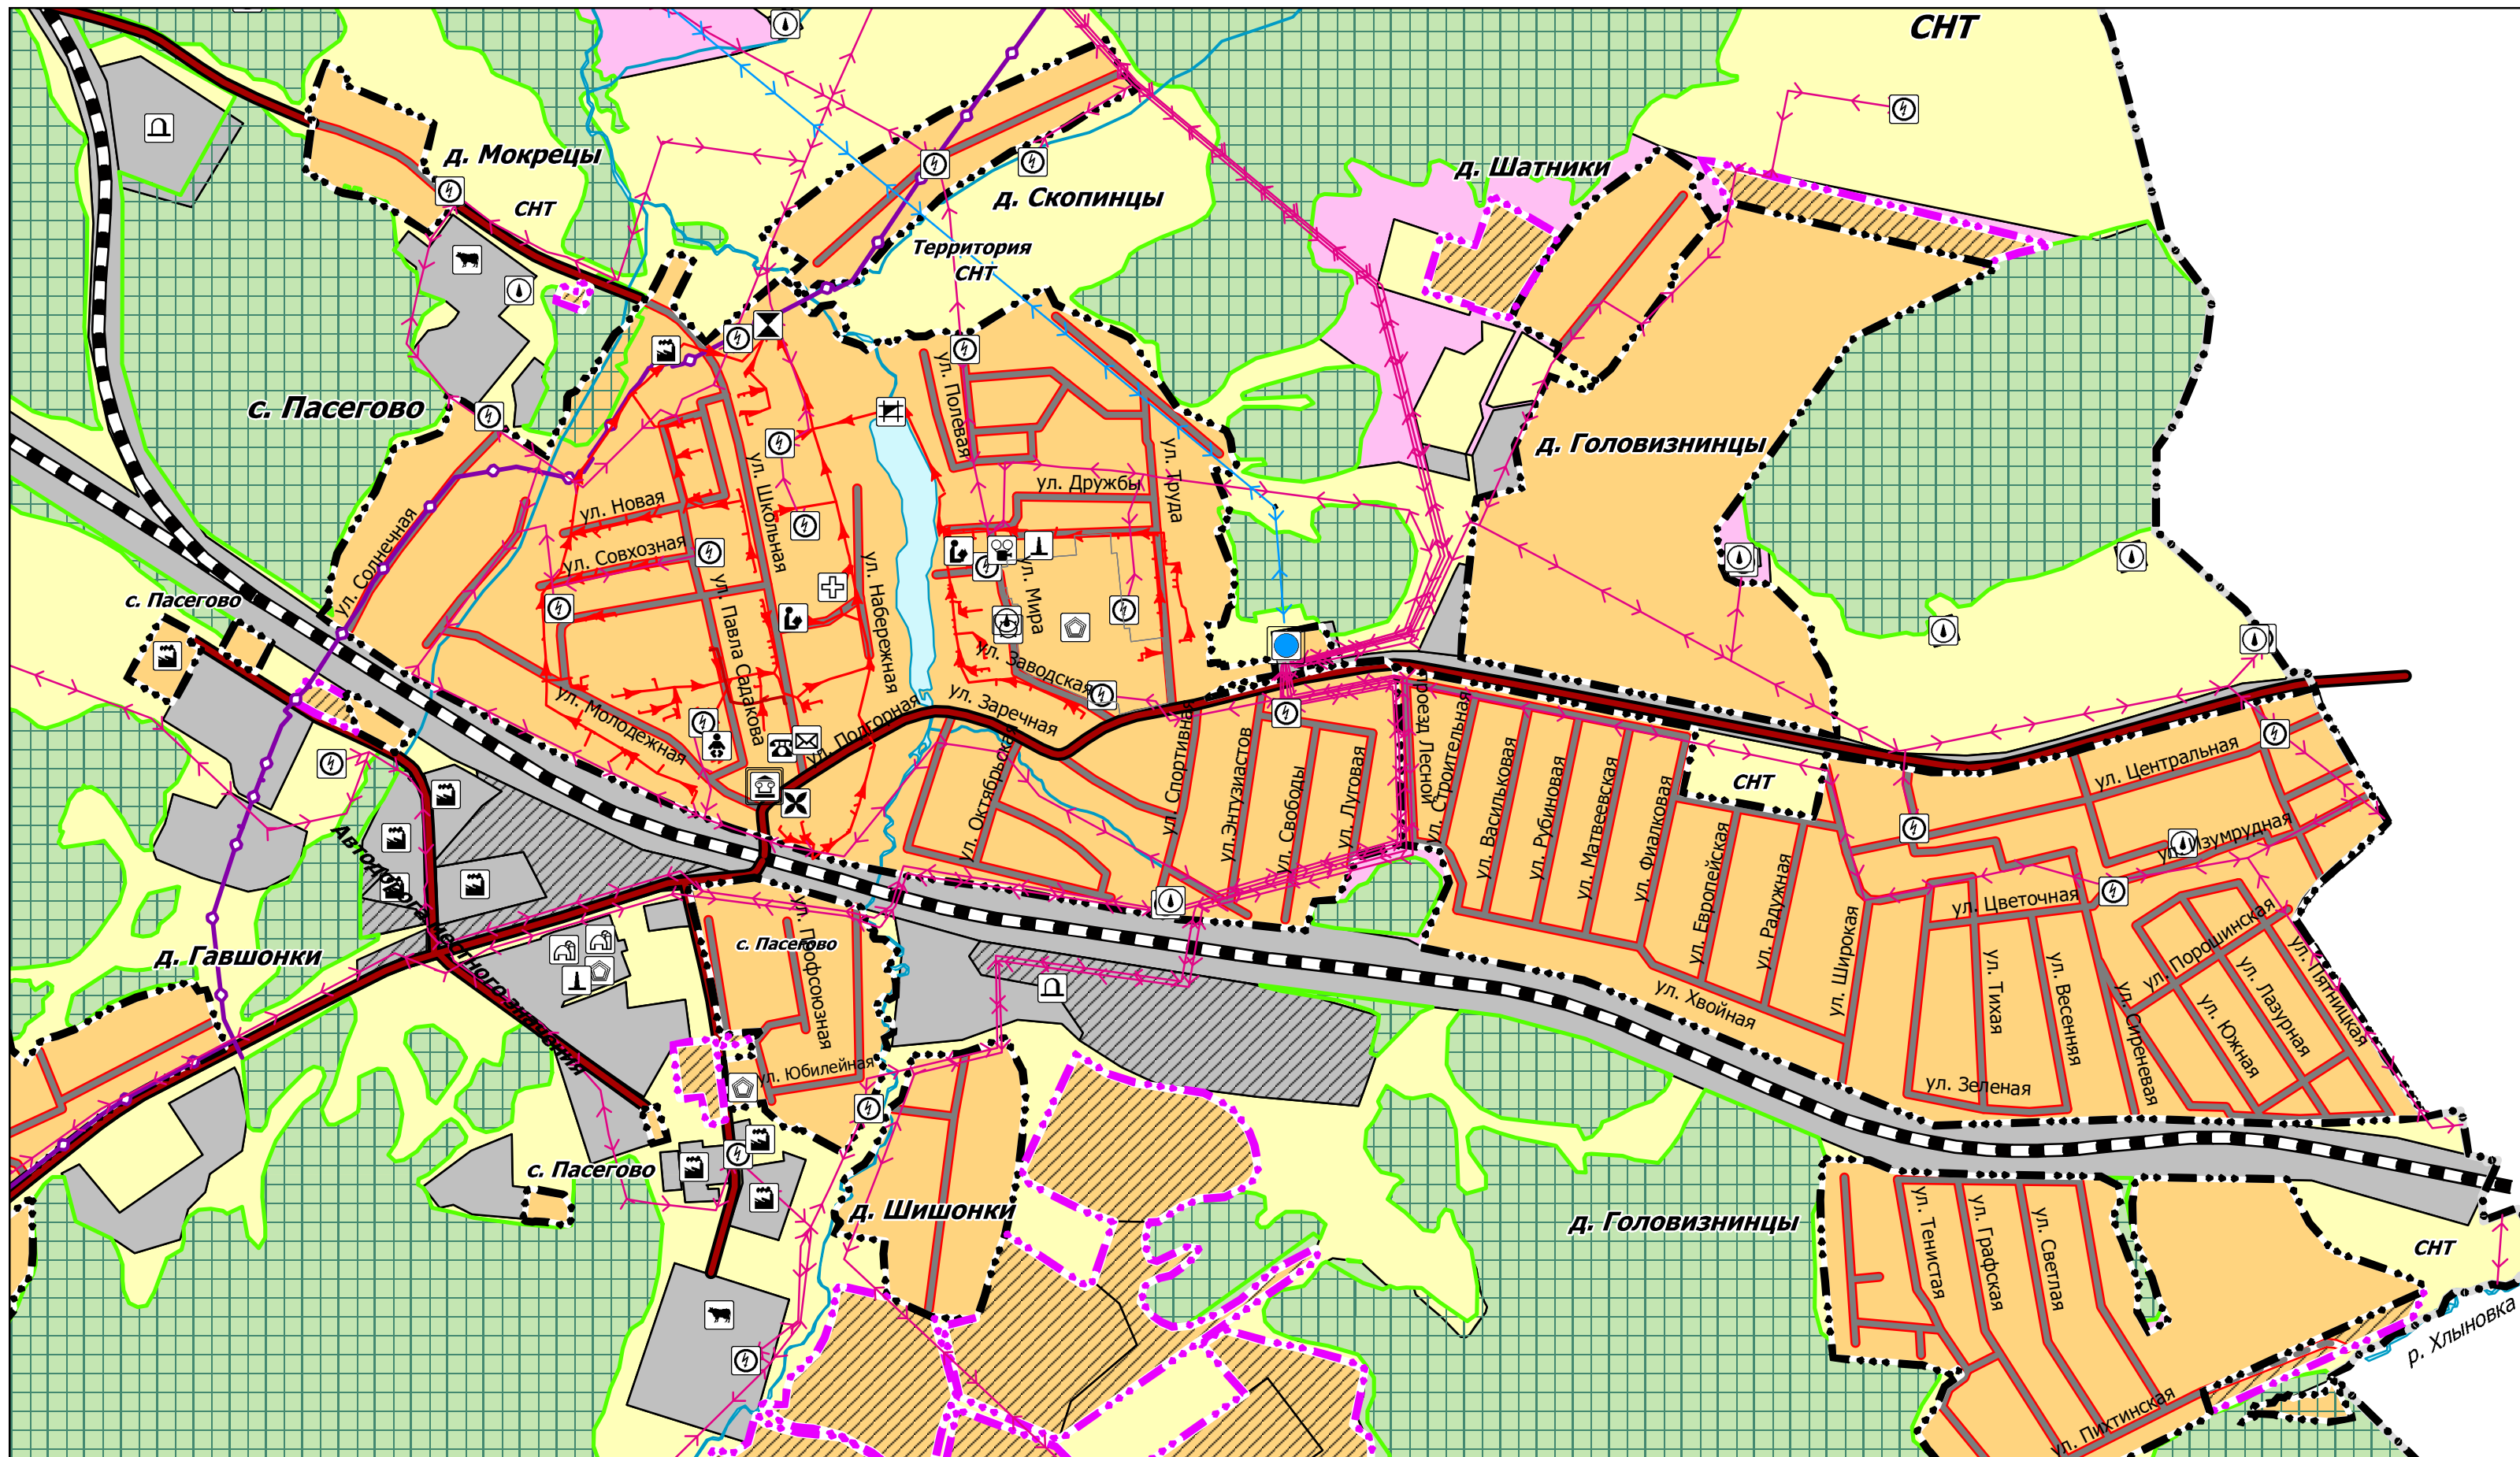 СНТ
д. Мокрецы
д. Шатники
СНТ
д. Скопинцы
Территория
СНТ
с. Пасегово
д. Головизнинцы
ул. Полевая
ул. Труда
ул. Дружбы
ул. Новая
ул. Школьная
ул. Солнечная
ул. Совхозная
ул. Набережная
ул. Мира
с. Пасегово
ул. Павла Садакова
ул. Заводская
ул. Молодежная
ул. Подгорная
ул. Заречная
ул. Октябрьская
ул. Спортивная
ул.Энтузиастов
ул. Свободы
ул. Луговая
проезд Лесной
ул. Строительная
ул. Васильковая
ул. Рубиновая
ул. Матвеевская
ул. Фиалковая
СНТ
ул. Европейская
ул. Радужная
ул. Широкая
ул. Центральная
ул. Изумрудная
ул. Цветочная
Автодорога местного значения
д. Гавшонки
с. Пасегово
ул. Профсоюзная
ул. Юбилейная
ул. Хвойная
ул. Тихая
ул. Весенняя
ул. Сиреневая
ул. Порошинская
ул. Лазурная
ул. Южная
ул. Пятницкая
ул. Зеленая
с. Пасегово
д. Шишонки
д. Головизнинцы
ул. Тенистая
ул. Графская
ул. Светлая
СНТ
р. Хлыновка
ул. Пихтинская